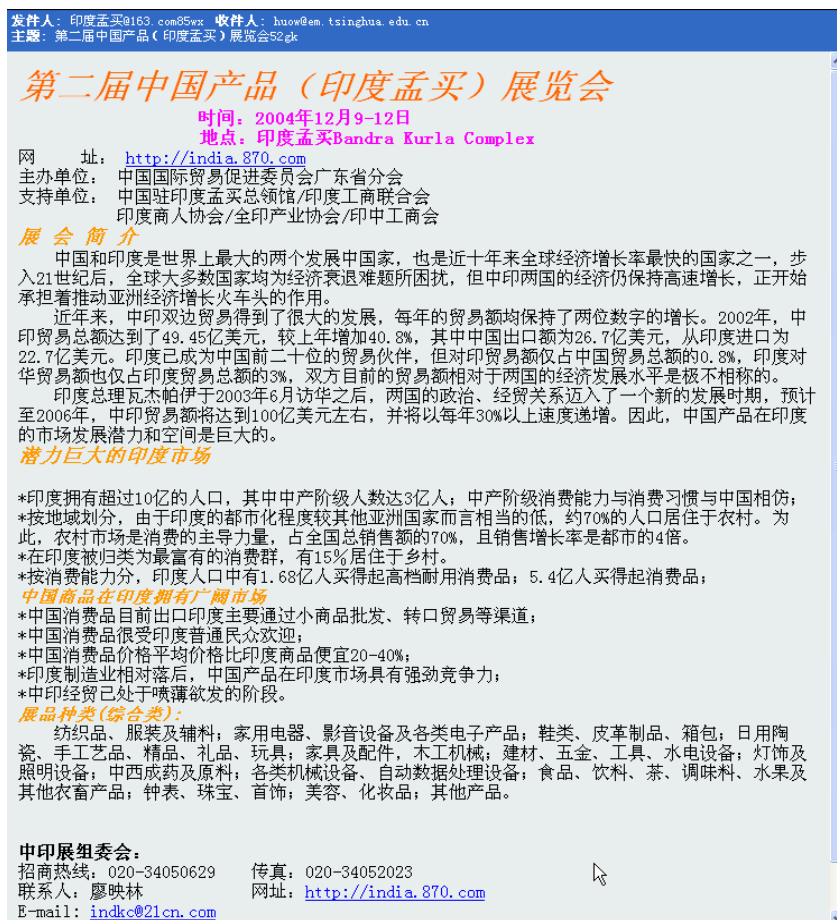 发件人: 印度孟买@163.com85wx 收件人: huow@em.tsinghua.edu.cn
主题: 第二届中国产品(印度孟买)展览会52gk
第二届中国产品（印度孟买）展览会
时间: 2004年12月9-12日
地点: 印度孟买Bandra Kurla Complex
网 址: http://india.870.com
主办单位: 中国国际贸易促进委员会广东省分会
支持单位: 中国驻印度孟买总领馆/印度工商联合会
印度商人协会/全印产业协会/印中工商会
展 会 简 介
中国和印度是世界上最大的两个发展中国家，也是近十年来全球经济增长率最快的国家之一，步
入21世纪后，全球大多数国家均为经济衰退难题所困扰，但中印两国的经济仍保持高速增长，正开始
承担着推动亚洲经济增长火车头的作用。
近年来，中印双边贸易得到了很大的发展，每年的贸易额均保持了两位数字的增长。2002年，中
印贸易总额达到了49.45亿美元，较上年增加40.8%，其中中国出口额为26.7亿美元，从印度进口为
22.7亿美元。印度已成为中国前二十位的贸易伙伴，但对印贸易额仅占中国贸易总额的0.8%，印度对
华贸易额也仅占印度贸易总额的3%，双方目前的贸易额相对于两国的经济发展水平是极不相称的。
印度总理瓦杰帕伊于2003年6月访华之后，两国的政治、经贸关系迈入了一个新的发展时期，预计
至2006年，中印贸易额将达到100亿美元左右，并将以每年30%以上速度递增。因此，中国产品在印度
的市场发展潜力和空间是巨大的。
潜力巨大的印度市场
*印度拥有超过10亿的人口，其中中产阶级人数达3亿人；中产阶级消费能力与消费习惯与中国相仿；
*按地域划分，由于印度的都市化程度较其他亚洲国家而言相当的低，约70%的人口居住于农村。为
此，农村市场是消费的主导力量，占全国总销售额的70%，且销售增长率是都市的4倍。
*在印度被归类为最富有的消费群，有15％居住于乡村。
*按消费能力分，印度人口中有1.68亿人买得起高档耐用消费品；5.4亿人买得起消费品；
中国商品在印度拥有广阔市场
*中国消费品目前出口印度主要通过小商品批发、转口贸易等渠道；
*中国消费品很受印度普通民众欢迎；
*中国消费品价格平均价格比印度商品便宜20-40%；
*印度制造业相对落后，中国产品在印度市场具有强劲竞争力；
*中印经贸已处于喷薄欲发的阶段。
展品种类(综合类):
纺织品、服装及辅料；家用电器、影音设备及各类电子产品；鞋类、皮革制品、箱包；日用陶
瓷、手工艺品、精品、礼品、玩具；家具及配件，木工机械；建材、五金、工具、水电设备；灯饰及
照明设备；中西成药及原料；各类机械设备、自动数据处理设备；食品、饮料、茶、调味料、水果及
其他农畜产品；钟表、珠宝、首饰；美容、化妆品；其他产品。
中印展组委会:
招商热线: 020-34050629 传真: 020-34052023
联系人: 廖映林 网址: http://india.870.com
E-mail: indkc@21cn.com